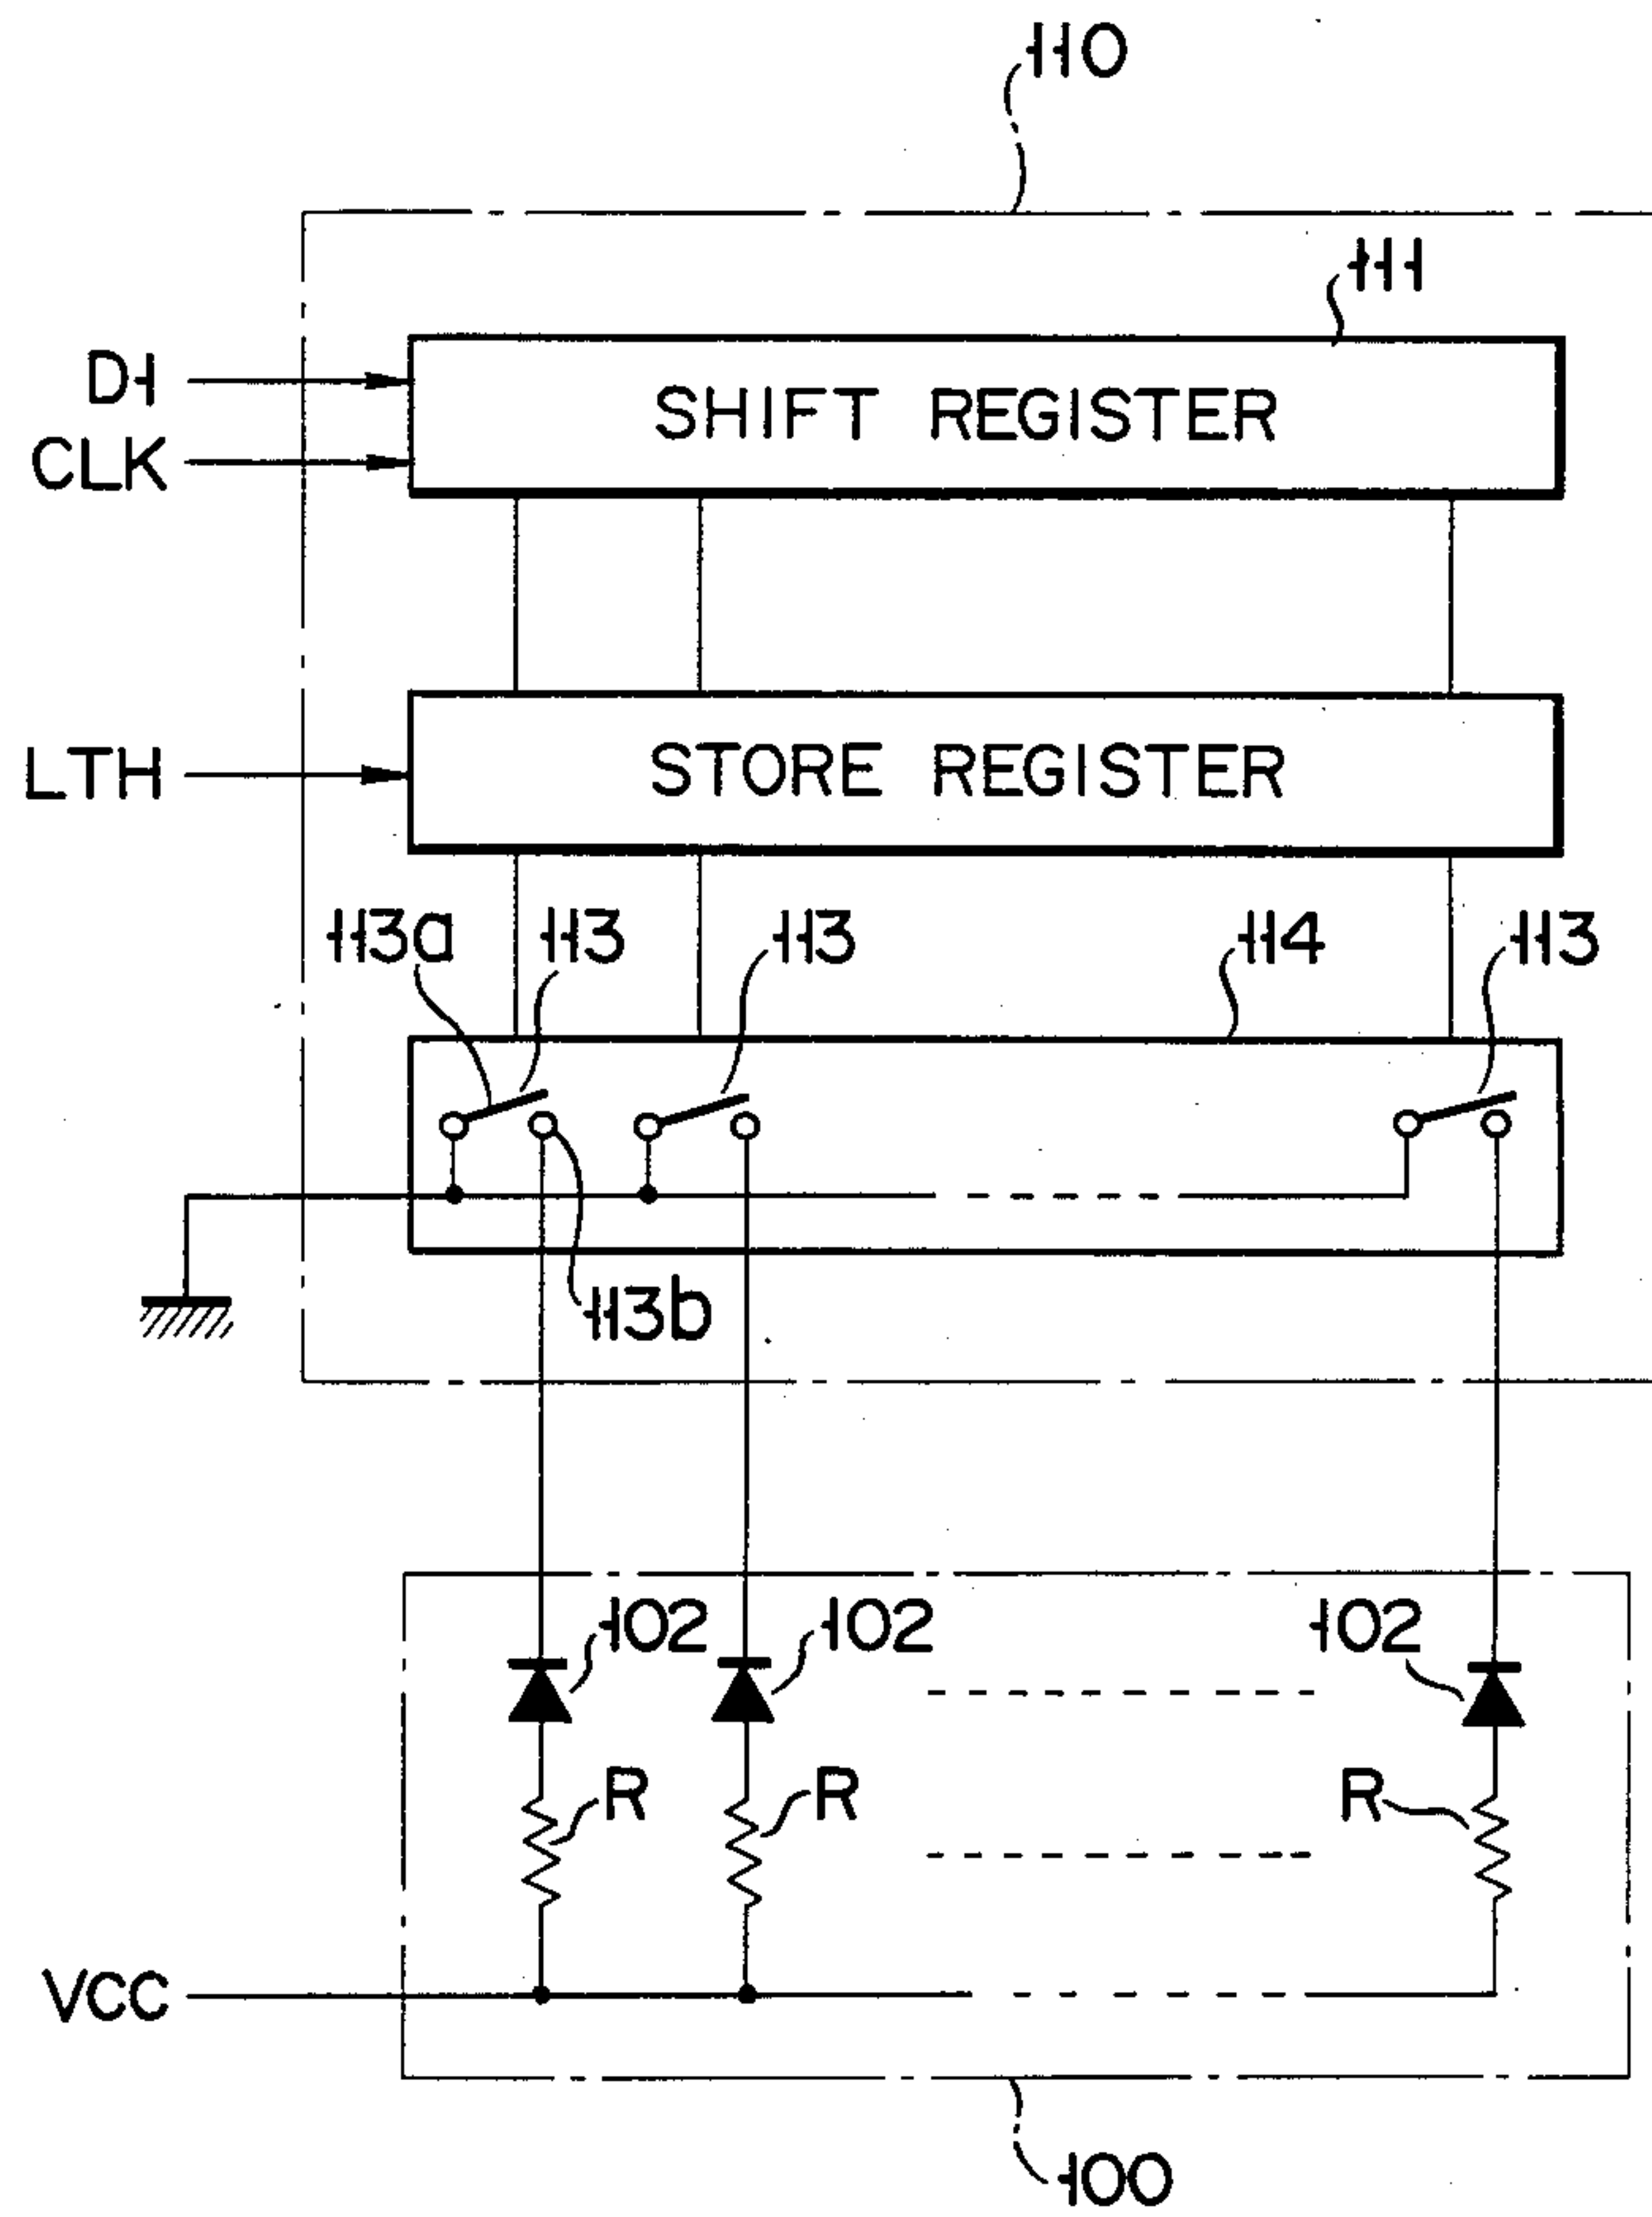 110
111
DI
SHIFT REGISTER
CLK
LTH
STORE REGISTER
113a 113 113 114 113
113b
102 102 102
R R R
VCC
100